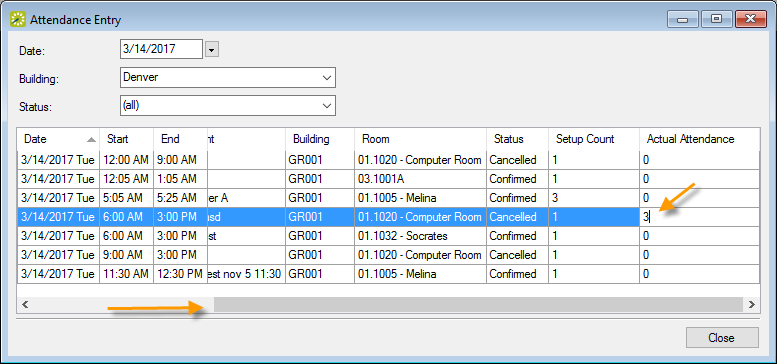 Attendance Entry
Date: 3/14/2017
Building: Denver
Status: (all)
Date Start End nt Building Room Status Setup Count Actual Attendance
3/14/2017 Tue 12:00 AM 9:00 AM GR001 01.1020 - Computer Room Cancelled 1 0
3/14/2017 Tue 12:05 AM 1:05 AM GR001 03.1001A Confirmed 1 0
3/14/2017 Tue 5:05 AM 5:25 AM er A GR001 01.1005 - Melina Confirmed 3 0
3/14/2017 Tue 6:00 AM 3:00 PM asd GR001 01.1020 - Computer Room Cancelled 1 3
3/14/2017 Tue 6:00 AM 3:00 PM st GR001 01.1032 - Socrates Confirmed 1 0
3/14/2017 Tue 9:00 AM 3:00 PM GR001 01.1020 - Computer Room Cancelled 1 0
3/14/2017 Tue 11:30 AM 12:30 PM est nov 5 11:30 GR001 01.1005 - Melina Confirmed 1 0
Close